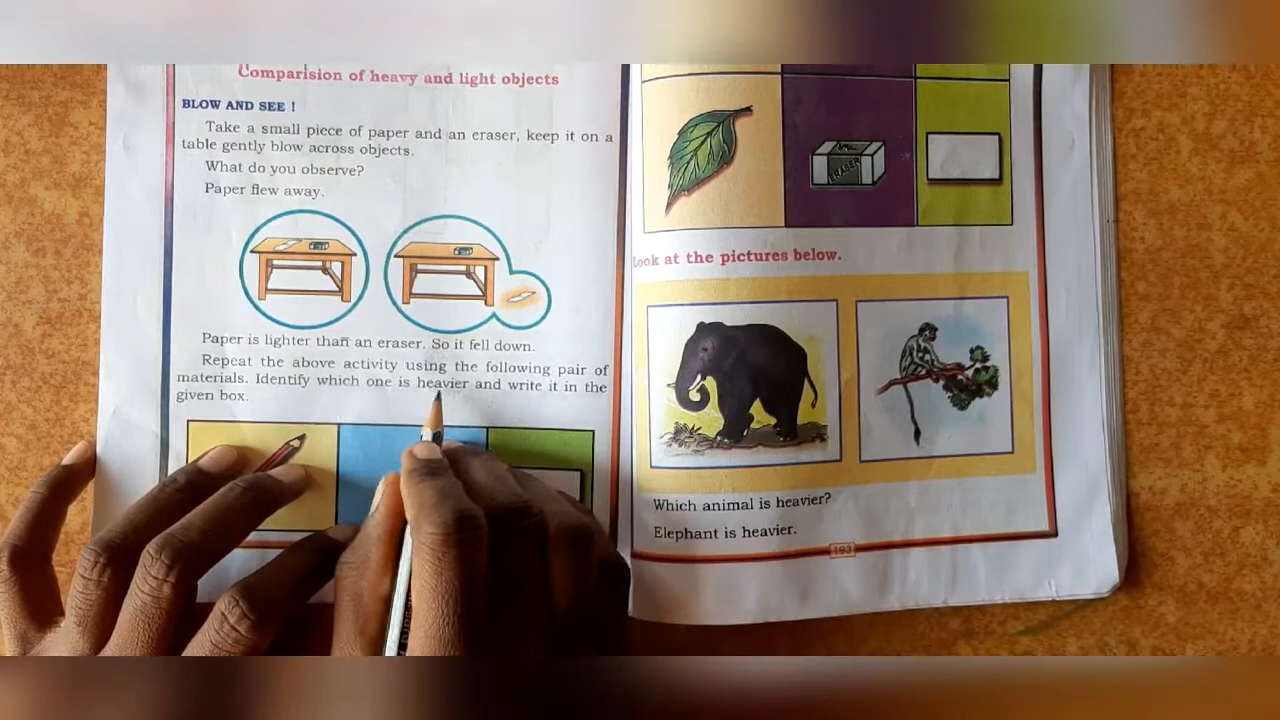 Comparision of heavy and light objects
BLOW AND SEE !
Take a small piece of paper and an eraser, keep it on a
table gently blow across objects.
What do you observe?
Paper flew away.
Paper is lighter than an eraser. So it fell down.
Repeat the above activity using the following pair of
materials. Identify which one is heavier and write it in the
given box.
ERASER
Look at the pictures below.
Which animal is heavier?
Elephant is heavier.
193